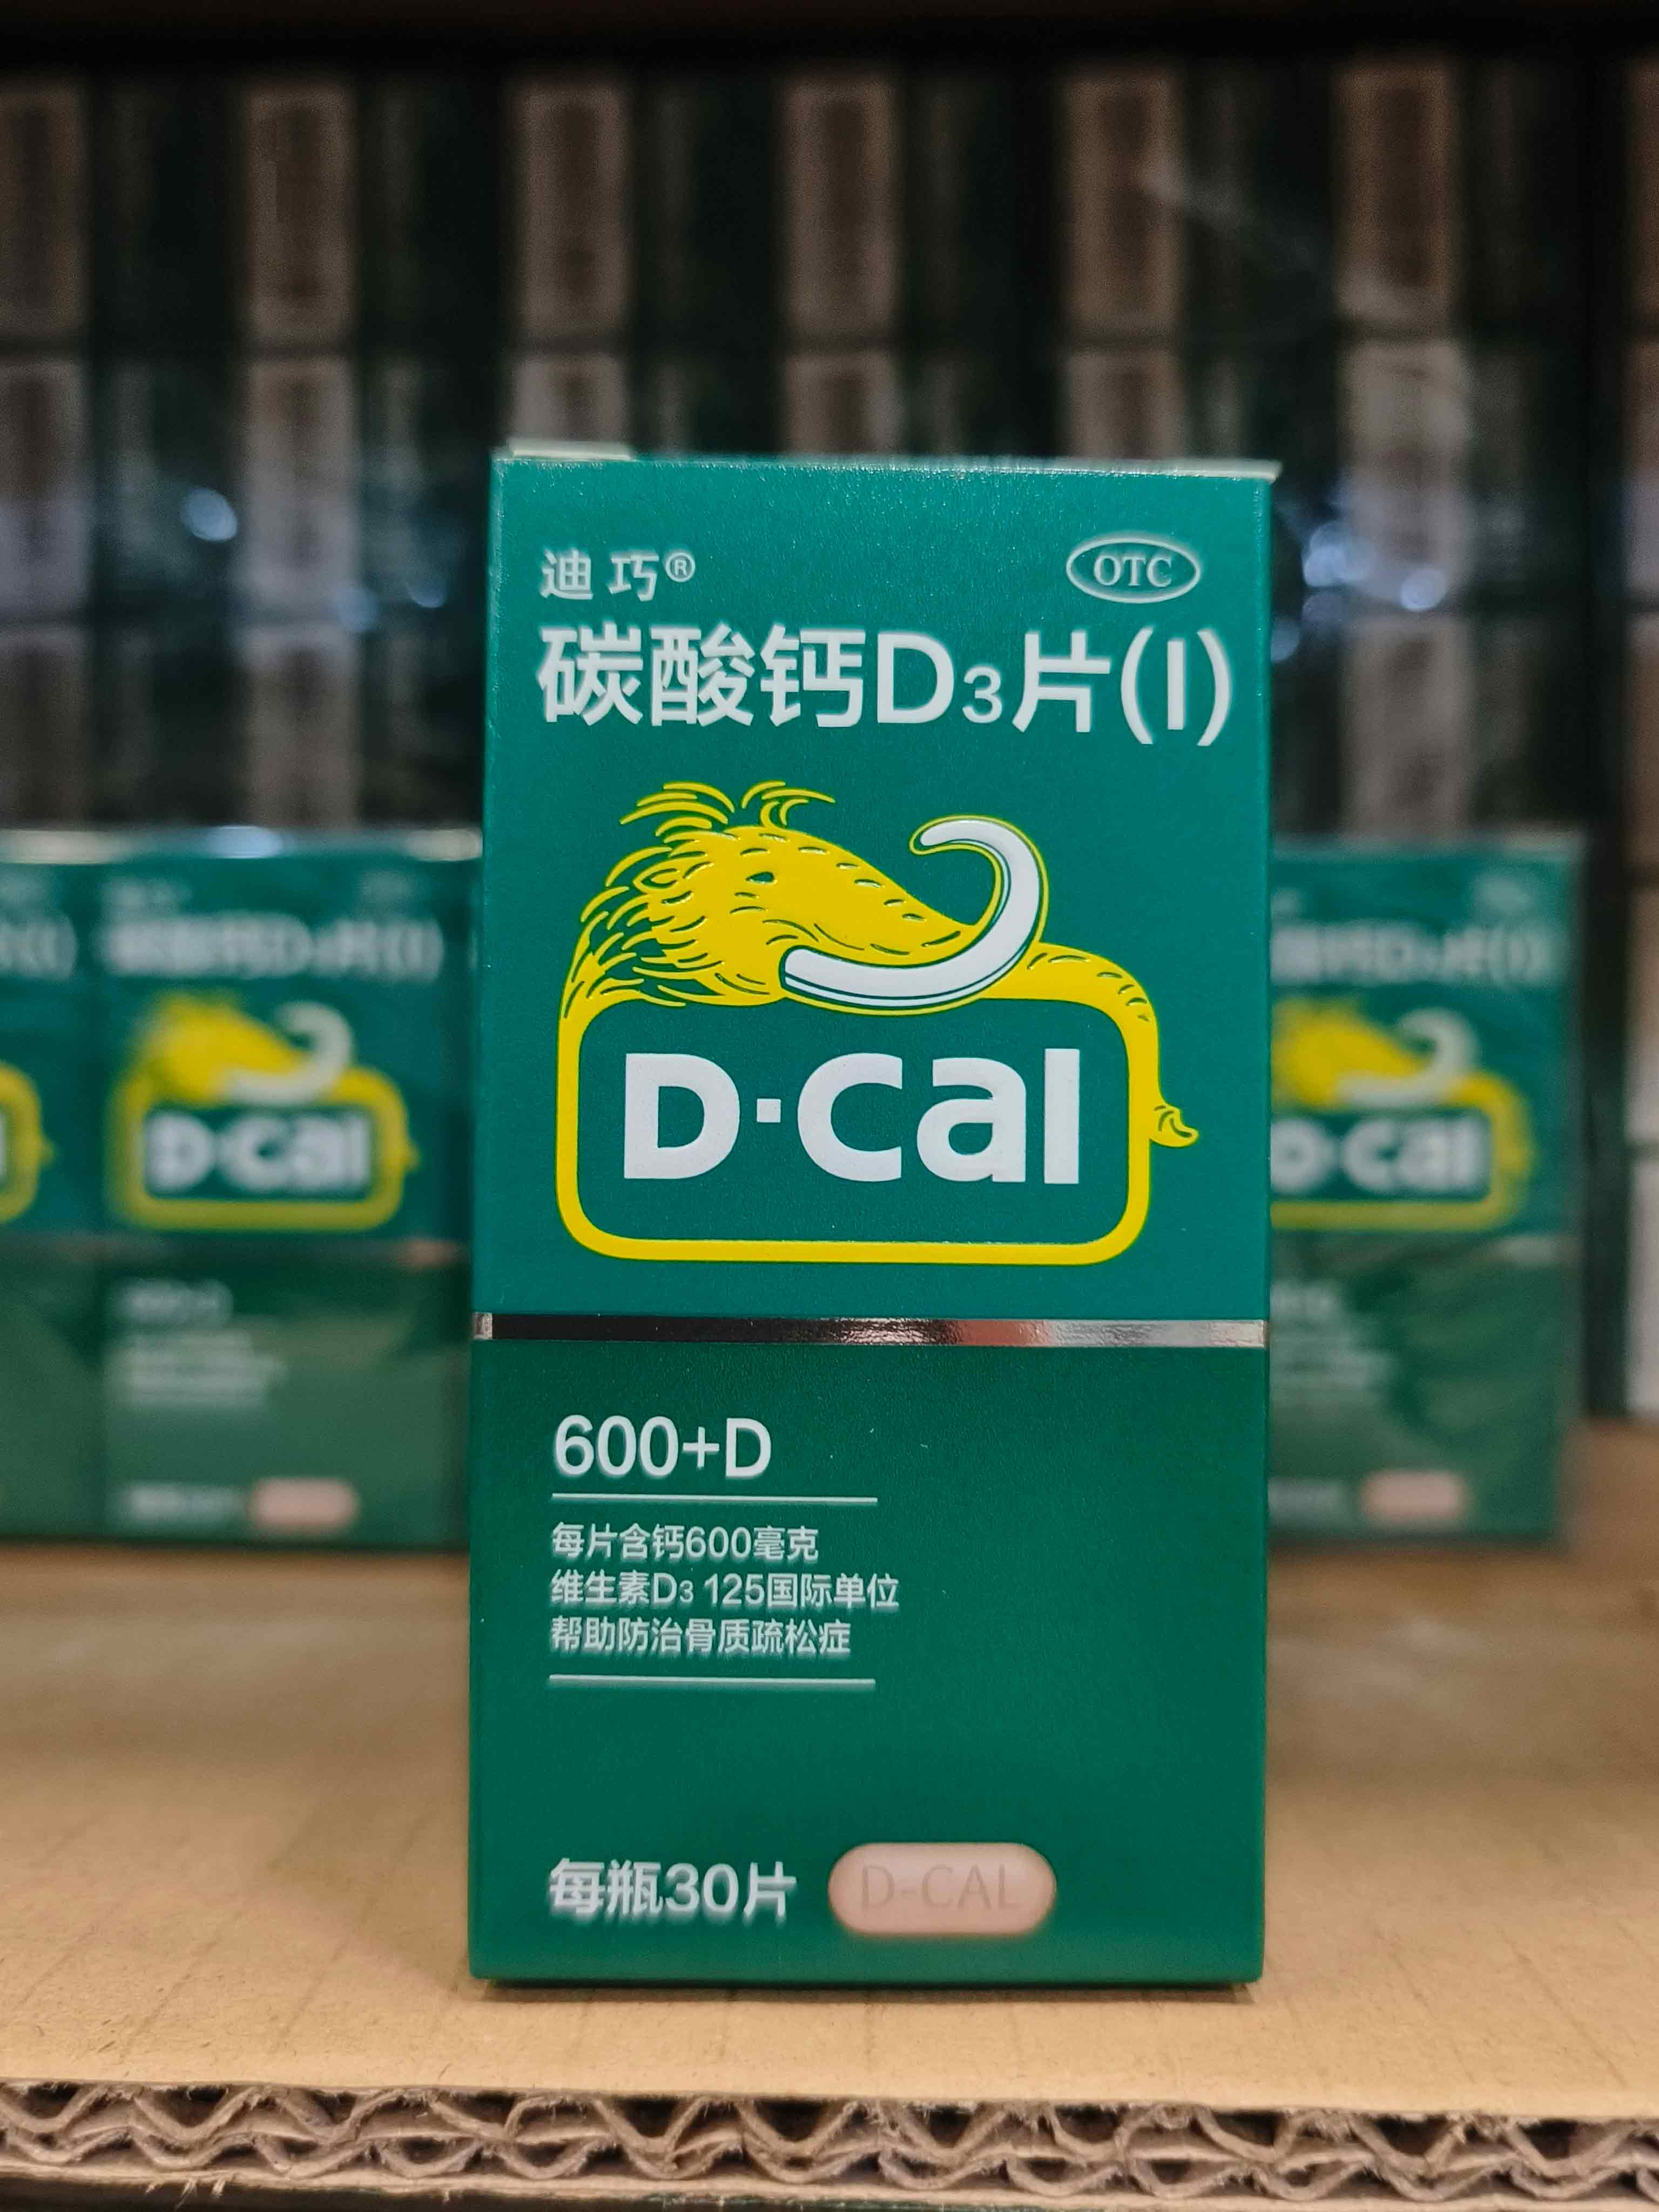 迪巧® OTC
碳酸钙D3片(I)
D·Cal
600+D
每片含钙600毫克
维生素D3 125国际单位
帮助防治骨质疏松症
每瓶30片 D-CAL
D·Cal
D·Cal